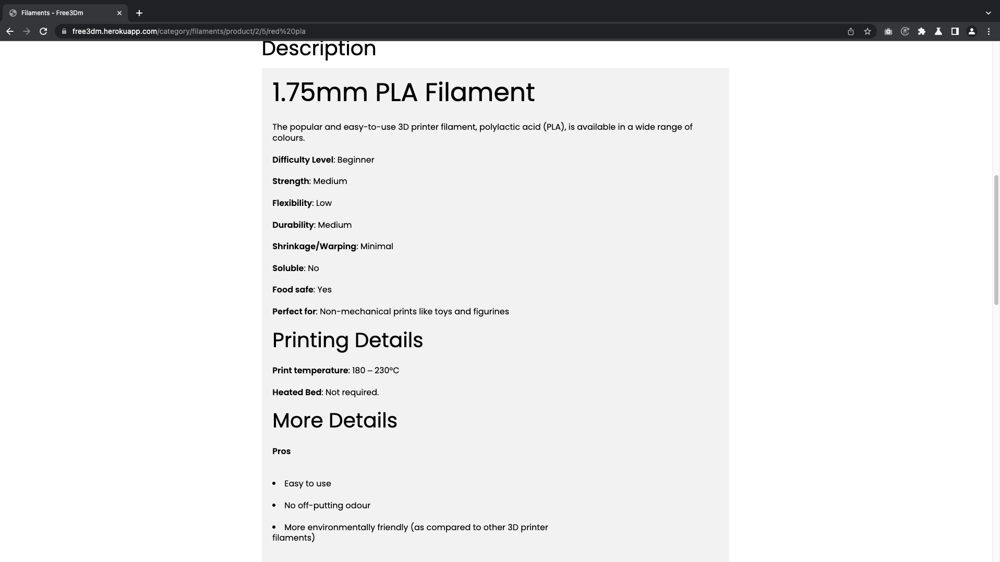 Filaments - Free3Dm
free3dm.herokuapp.com/category/filaments/product/2/5/red%20pla
Description
1.75mm PLA Filament
The popular and easy-to-use 3D printer filament, polylactic acid (PLA), is available in a wide range of
colours.
Difficulty Level: Beginner
Strength: Medium
Flexibility: Low
Durability: Medium
Shrinkage/Warping: Minimal
Soluble: No
Food safe: Yes
Perfect for: Non-mechanical prints like toys and figurines
Printing Details
Print temperature: 180 – 230ºC
Heated Bed: Not required.
More Details
Pros
• Easy to use
• No off-putting odour
• More environmentally friendly (as compared to other 3D printer
filaments)